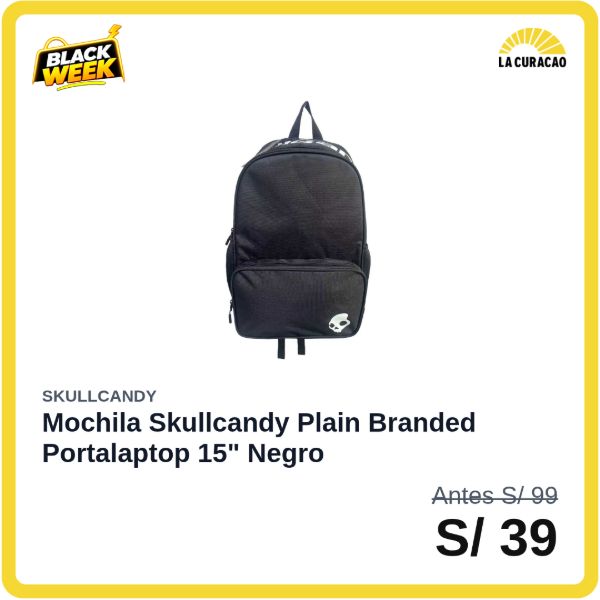 BLACK
WEEK
LA CURACAO
SKULLCANDY
Mochila Skullcandy Plain Branded
Portalaptop 15" Negro
Antes S/ 99
S/ 39